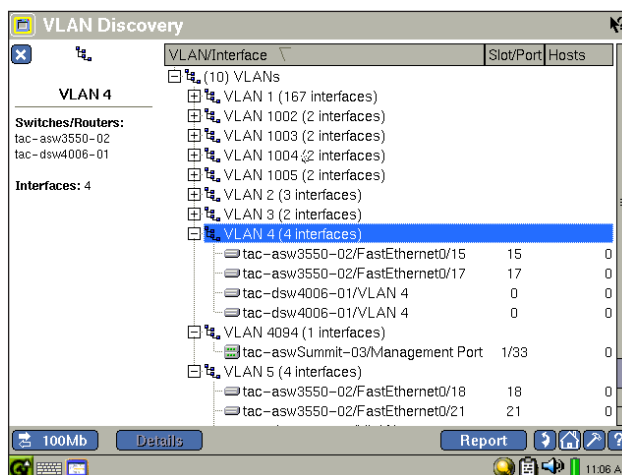 VLAN Discovery
VLAN 4
Switches/Routers:
tac-asw3550-02
tac-dsw4006-01
Interfaces: 4
VLAN/Interface Slot/Port Hosts
(10) VLANs
VLAN 1 (167 interfaces)
VLAN 1002 (2 interfaces)
VLAN 1003 (2 interfaces)
VLAN 1004 (2 interfaces)
VLAN 1005 (2 interfaces)
VLAN 2 (3 interfaces)
VLAN 3 (2 interfaces)
VLAN 4 (4 interfaces)
tac-asw3550-02/FastEthernet0/15 15 0
tac-asw3550-02/FastEthernet0/17 17 0
tac-dsw4006-01/VLAN 4 0 0
tac-dsw4006-01/VLAN 4 0 0
VLAN 4094 (1 interfaces)
tac-aswSummit-03/Management Port 1/33 0
VLAN 5 (4 interfaces)
tac-asw3550-02/FastEthernet0/18 18 0
tac-asw3550-02/FastEthernet0/21 21 0
100Mb Details Report ?
11:06 A